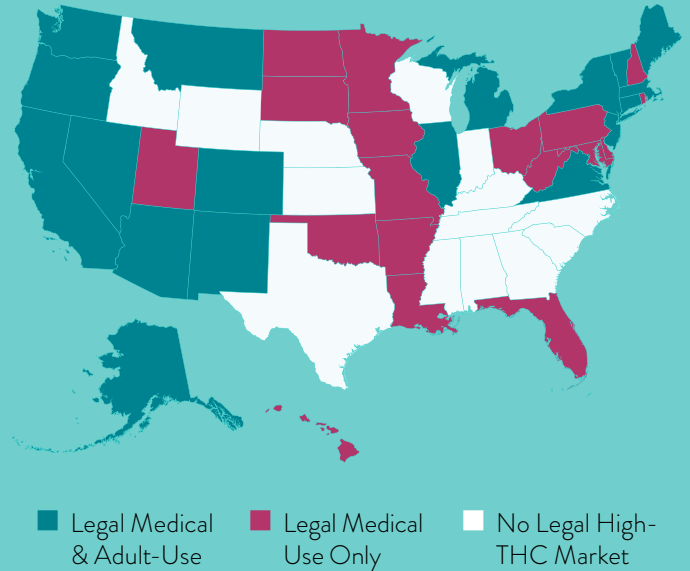 Legal Medical
& Adult-Use
Legal Medical
Use Only
No Legal High-
THC Market